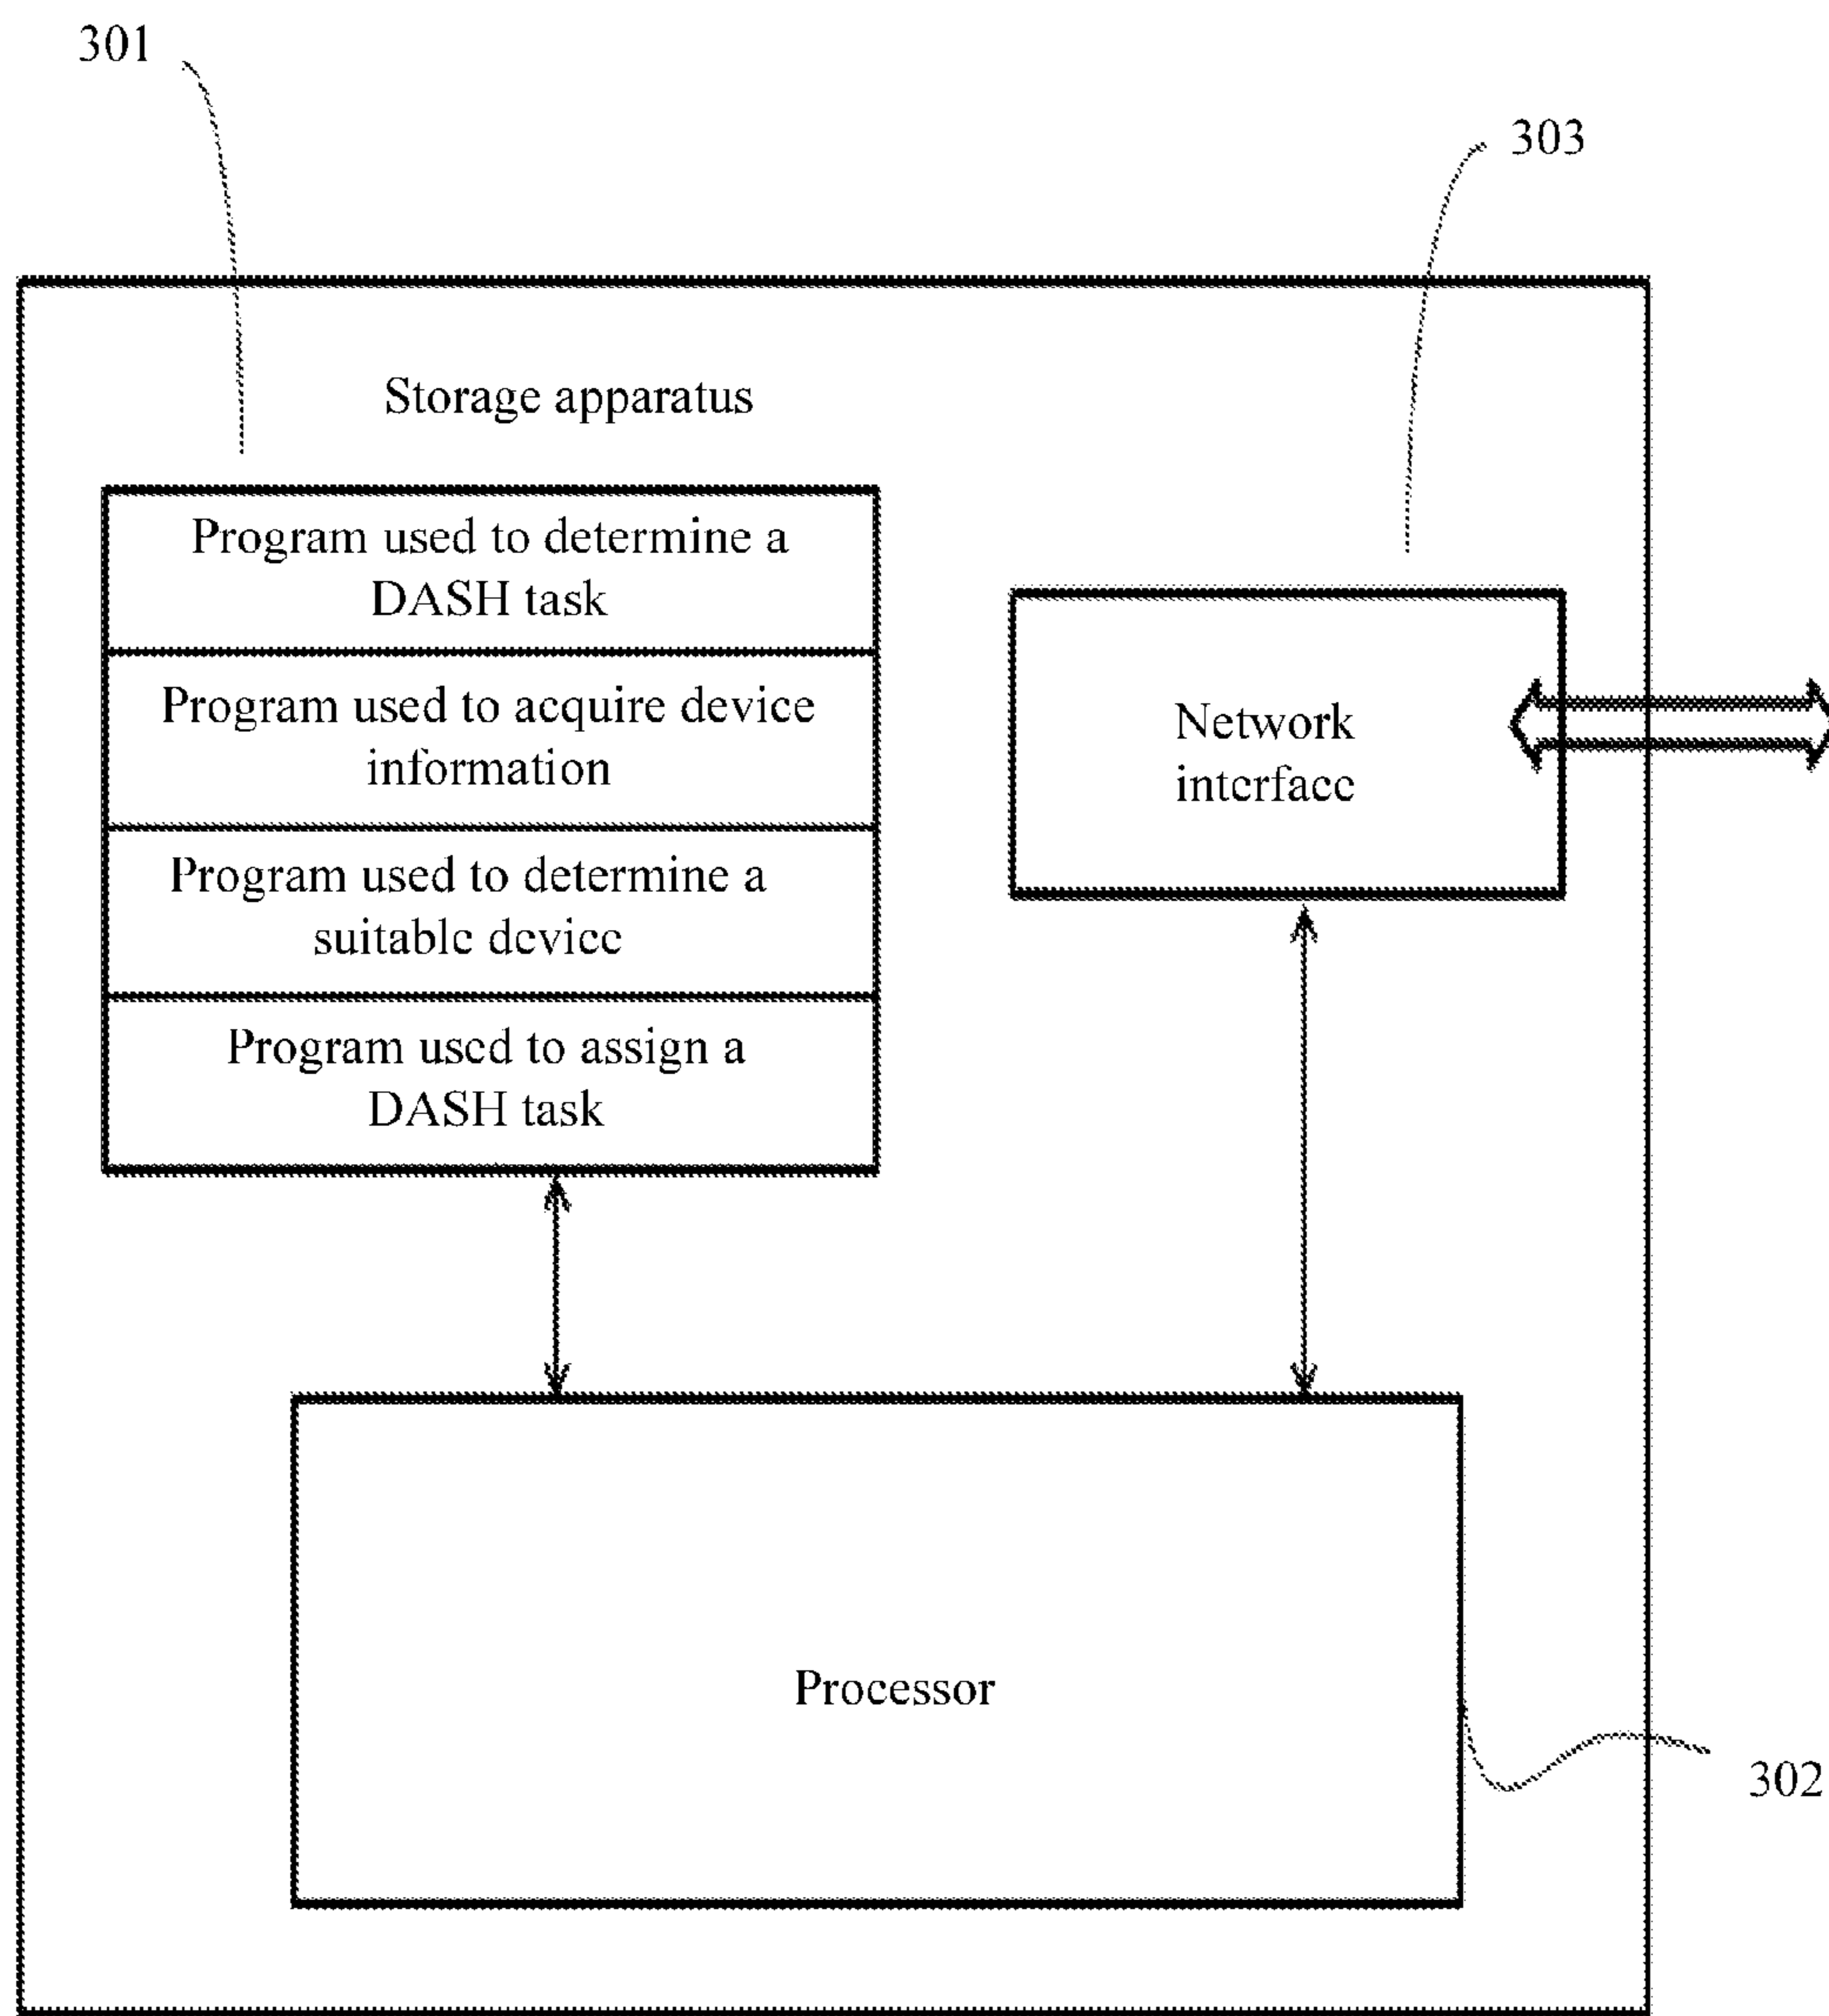 301
303
Storage apparatus
Program used to determine a
DASH task
Program used to acquire device
information
Program used to determine a
suitable device
Program used to assign a
DASH task
Network
interface
Processor
302